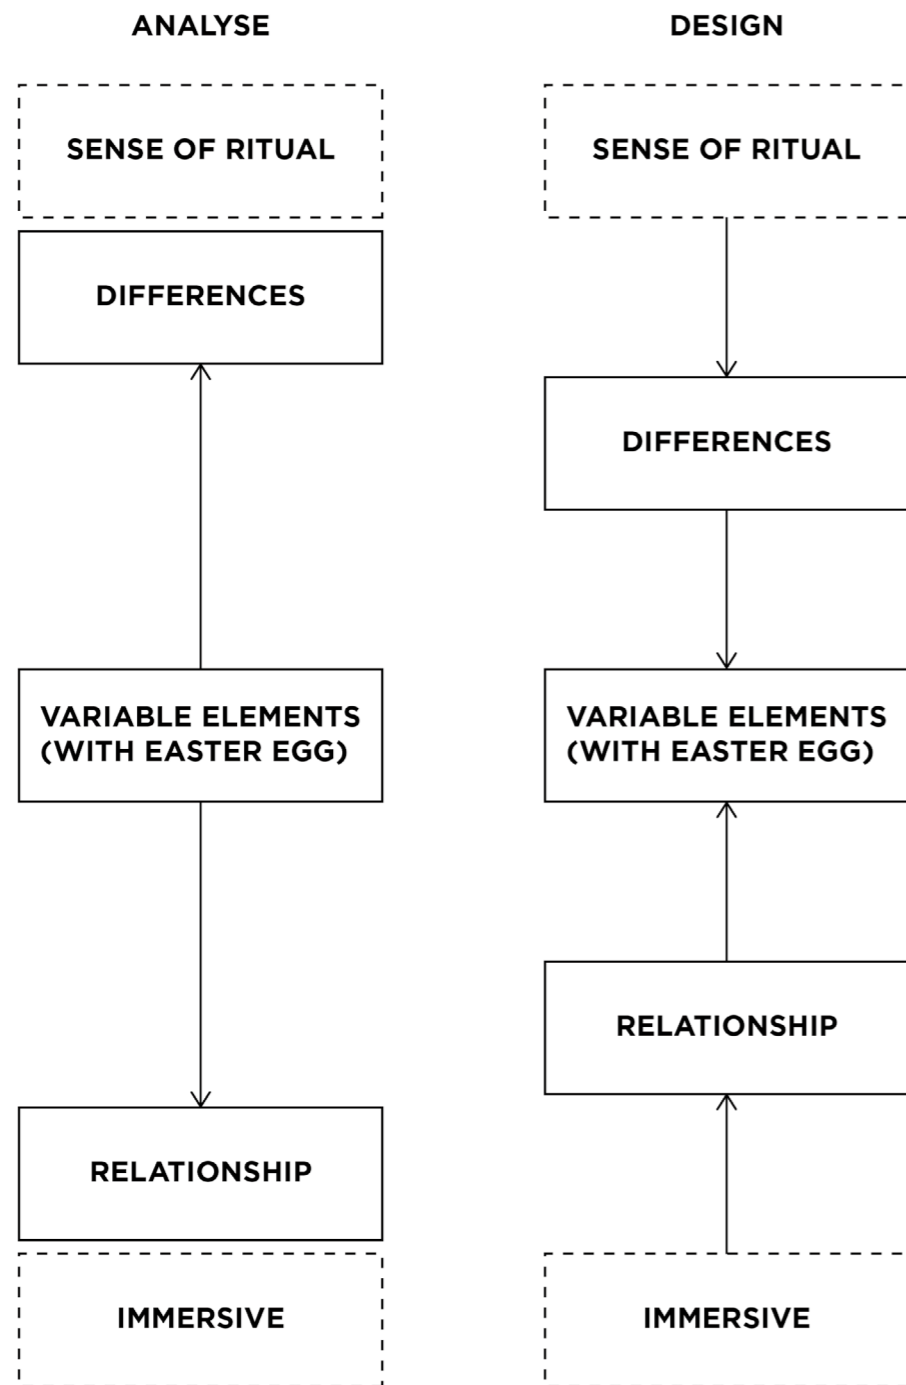 ANALYSE
SENSE OF RITUAL
DIFFERENCES
VARIABLE ELEMENTS
(WITH EASTER EGG)
RELATIONSHIP
IMMERSIVE
DESIGN
SENSE OF RITUAL
DIFFERENCES
VARIABLE ELEMENTS
(WITH EASTER EGG)
RELATIONSHIP
IMMERSIVE